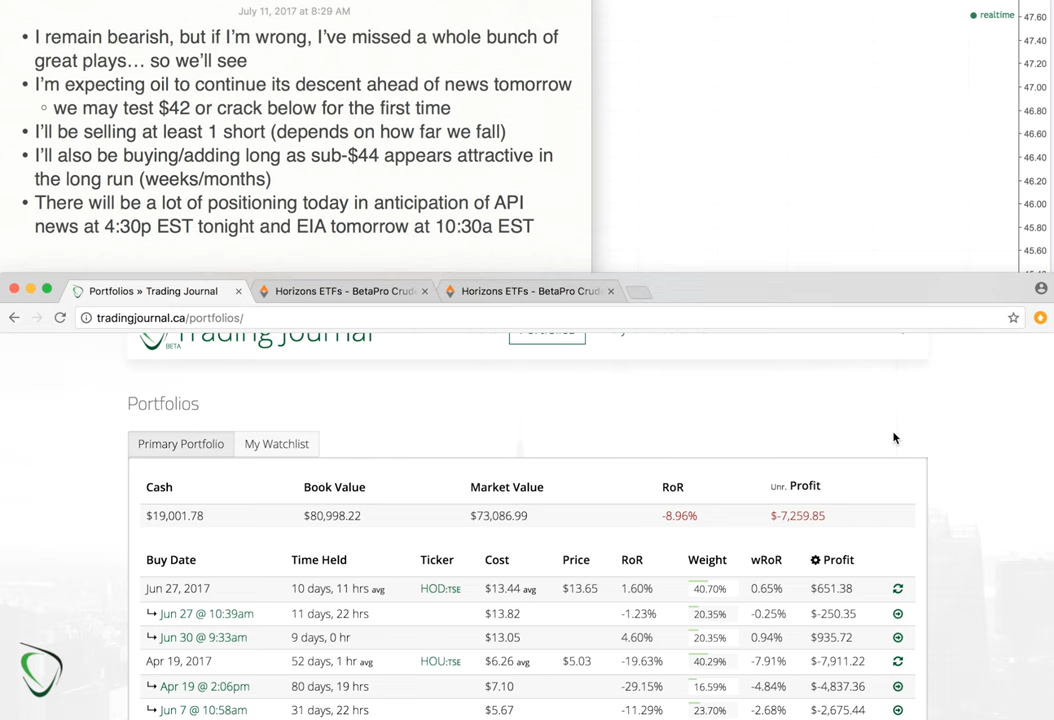 July 11, 2017 at 8:29 AM
realtime
47.60
47.40
47.20
47.00
46.80
46.60
46.40
46.20
46.00
45.80
45.60
• I remain bearish, but if I'm wrong, I've missed a whole bunch of
great plays... so we'll see
• I'm expecting oil to continue its descent ahead of news tomorrow
◦ we may test $42 or crack below for the first time
• I'll be selling at least 1 short (depends on how far we fall)
• I'll also be buying/adding long as sub-$44 appears attractive in
the long run (weeks/months)
• There will be a lot of positioning today in anticipation of API
news at 4:30p EST tonight and EIA tomorrow at 10:30a EST
Portfolios » Trading Journal × Horizons ETFs - BetaPro Crud × Horizons ETFs - BetaPro Crud ×
tradingjournal.ca/portfolios/
Trading Journal
BETA
Portfolios
Primary Portfolio My Watchlist
Cash Book Value Market Value RoR Unr. Profit
$19,001.78 $80,998.22 $73,086.99 -8.96% $-7,259.85
Buy Date Time Held Ticker Cost Price RoR Weight wRoR Profit
Jun 27, 2017 10 days, 11 hrs avg HOD:TSE $13.44 avg $13.65 1.60% 40.70% 0.65% $651.38
Jun 27 @ 10:39am 11 days, 22 hrs $13.82 -1.23% 20.35% -0.25% $-250.35
Jun 30 @ 9:33am 9 days, 0 hr $13.05 4.60% 20.35% 0.94% $935.72
Apr 19, 2017 52 days, 1 hr avg HOU:TSE $6.26 avg $5.03 -19.63% 40.29% -7.91% $-7,911.22
Apr 19 @ 2:06pm 80 days, 19 hrs $7.10 -29.15% 16.59% -4.84% $-4,837.36
Jun 7 @ 10:58am 31 days, 22 hrs $5.67 -11.29% 23.70% -2.68% $-2,675.44